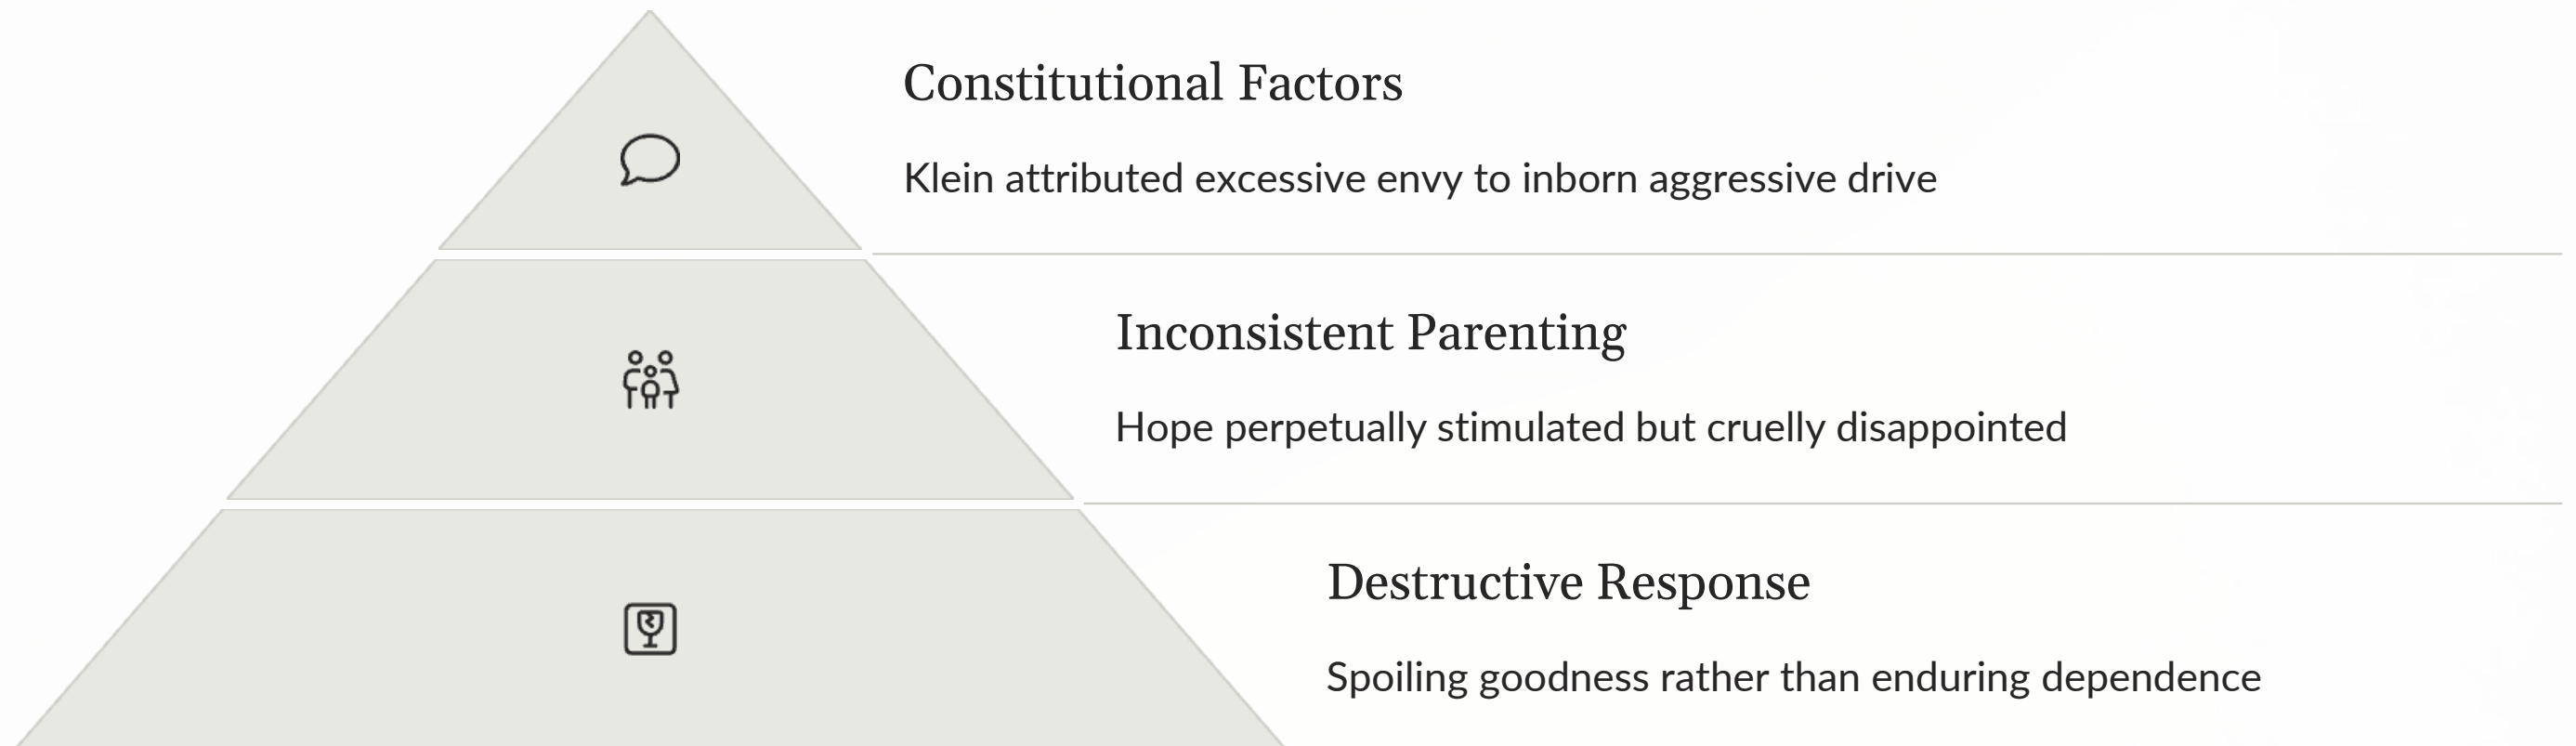 Constitutional Factors
Klein attributed excessive envy to inborn aggressive drive
Inconsistent Parenting
Hope perpetually stimulated but cruelly disappointed
Destructive Response
Spoiling goodness rather than enduring dependence